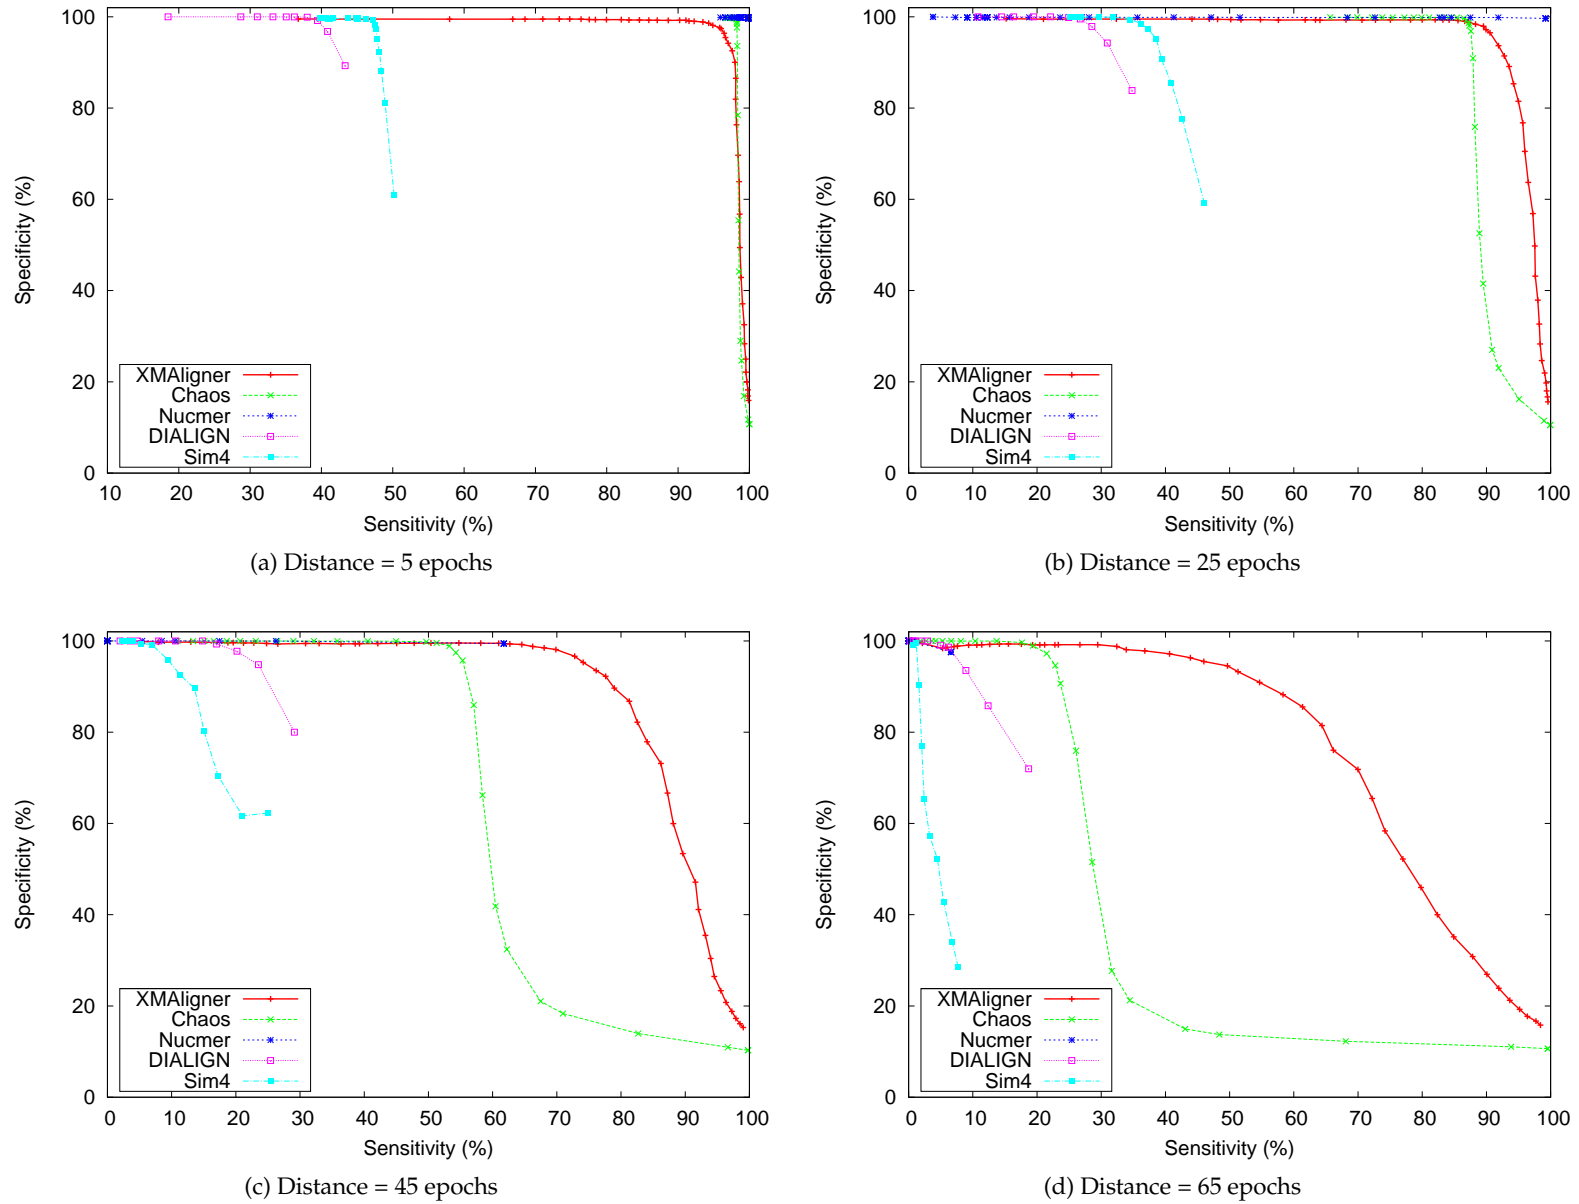 100
80
60
40
20
0
Specificity (%)
XMAligner
Chaos
Nucmer
DIALIGN
Sim4
10 20 30 40 50 60 70 80 90 100
Sensitivity (%)
(a) Distance = 5 epochs
100
80
60
40
20
0
Specificity (%)
XMAligner
Chaos
Nucmer
DIALIGN
Sim4
0 10 20 30 40 50 60 70 80 90 100
Sensitivity (%)
(b) Distance = 25 epochs
100
80
60
40
20
0
Specificity (%)
XMAligner
Chaos
Nucmer
DIALIGN
Sim4
0 10 20 30 40 50 60 70 80 90 100
Sensitivity (%)
(c) Distance = 45 epochs
100
80
60
40
20
0
Specificity (%)
XMAligner
Chaos
Nucmer
DIALIGN
Sim4
0 10 20 30 40 50 60 70 80 90 100
Sensitivity (%)
(d) Distance = 65 epochs